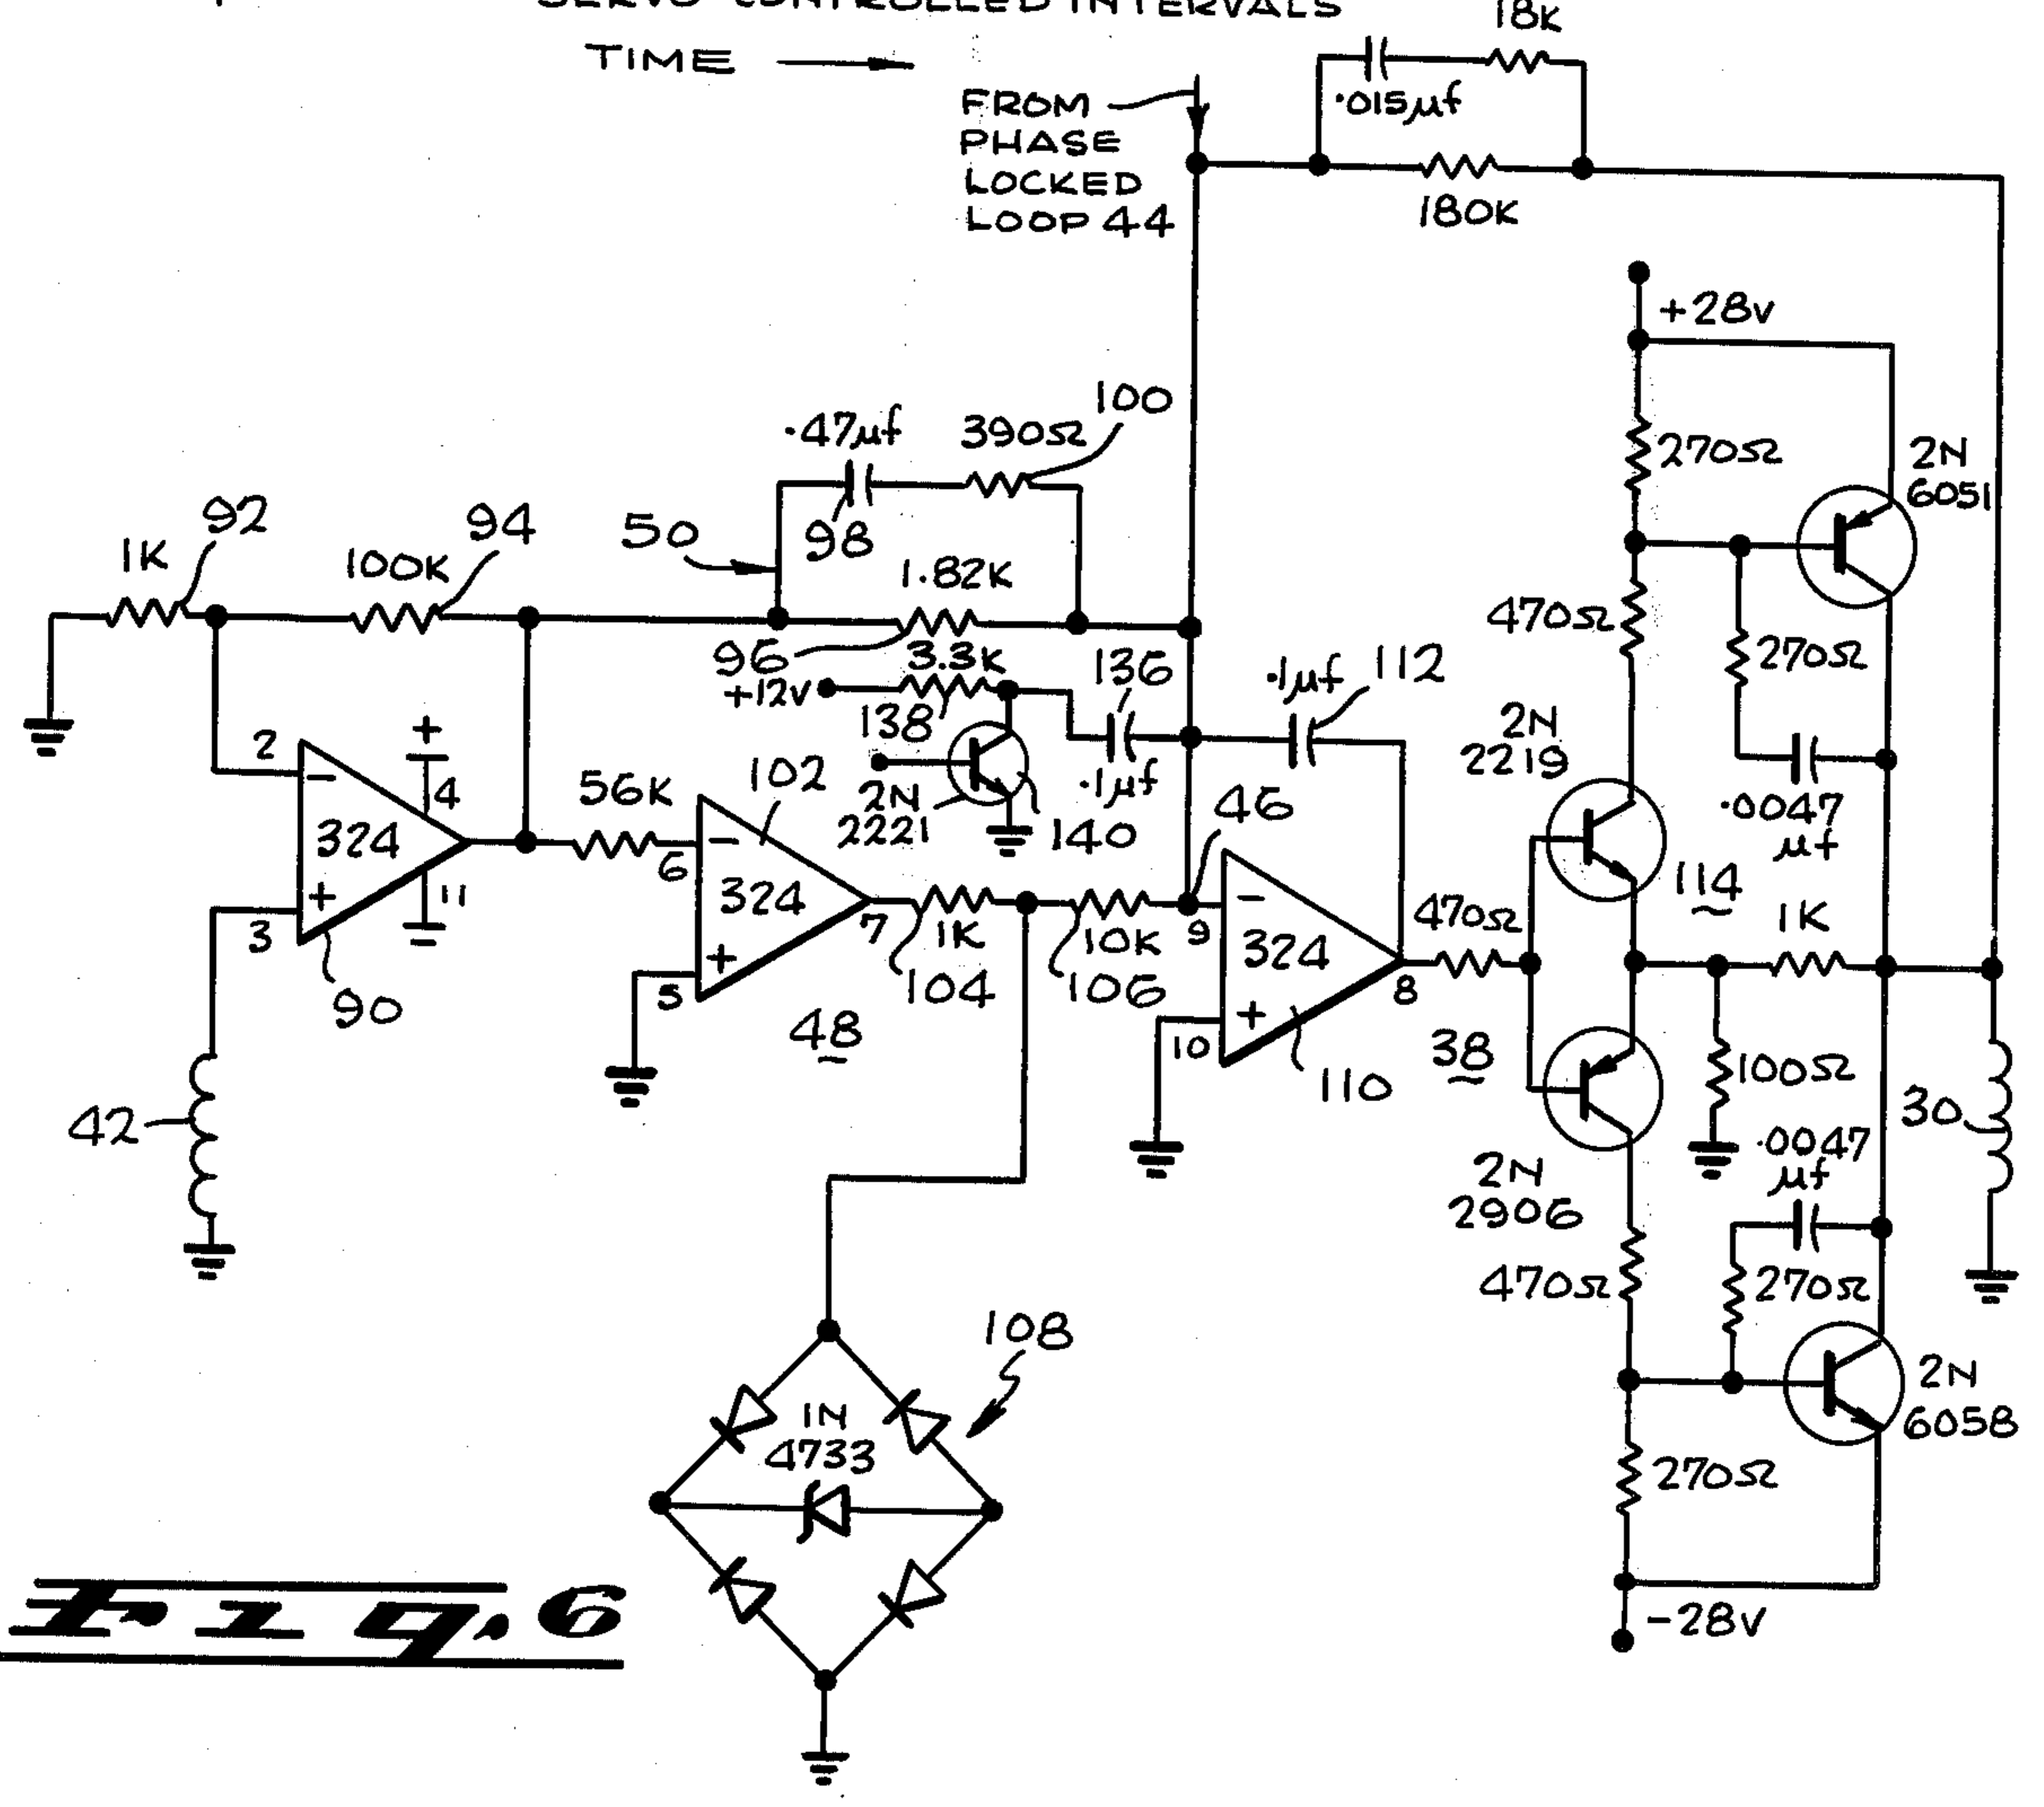 SERVO CONTROLLED INTERVALS
TIME
18K
.015µf
FROM
PHASE
LOCKED
LOOP 44
180K
+28V
100
.47µf
390Ω
270Ω
2N
6051
92
94
50
98
1K
100K
1.82K
470Ω
270Ω
96
3.3K
136
+12V
138
.1µf
112
2N
2219
2
4
56K
102
2N
2221
.1µf
46
140
.0047
µf
324
11
6
324
7
1K
10K
9
324
470Ω
114
1K
3
90
5
104
106
8
48
10
110
38
100Ω
30
42
.0047
µf
2N
2906
470Ω
270Ω
108
1N
4733
2N
6058
270Ω
-28V
Fig. 6